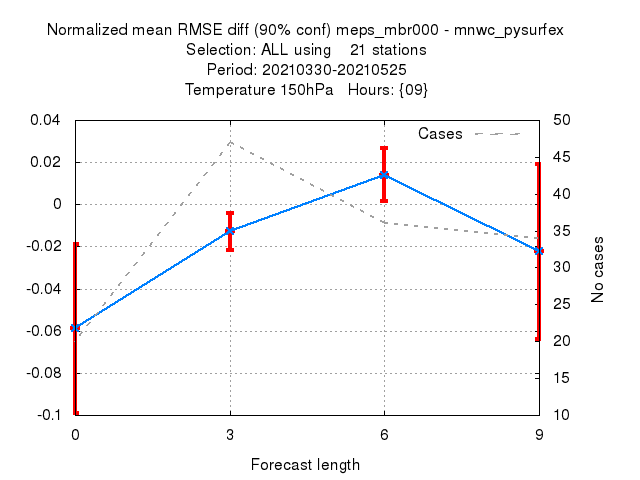 Normalized mean RMSE diff (90% conf) meps_mbr000 - mnwc_pysurfex
Selection: ALL using    21 stations
Period: 20210330-20210525
Temperature 150hPa   Hours: {09}
Cases
0.04
0.02
0
-0.02
-0.04
-0.06
-0.08
-0.1
50
45
40
35
30
25
20
15
10
No cases
0 3 6 9
Forecast length